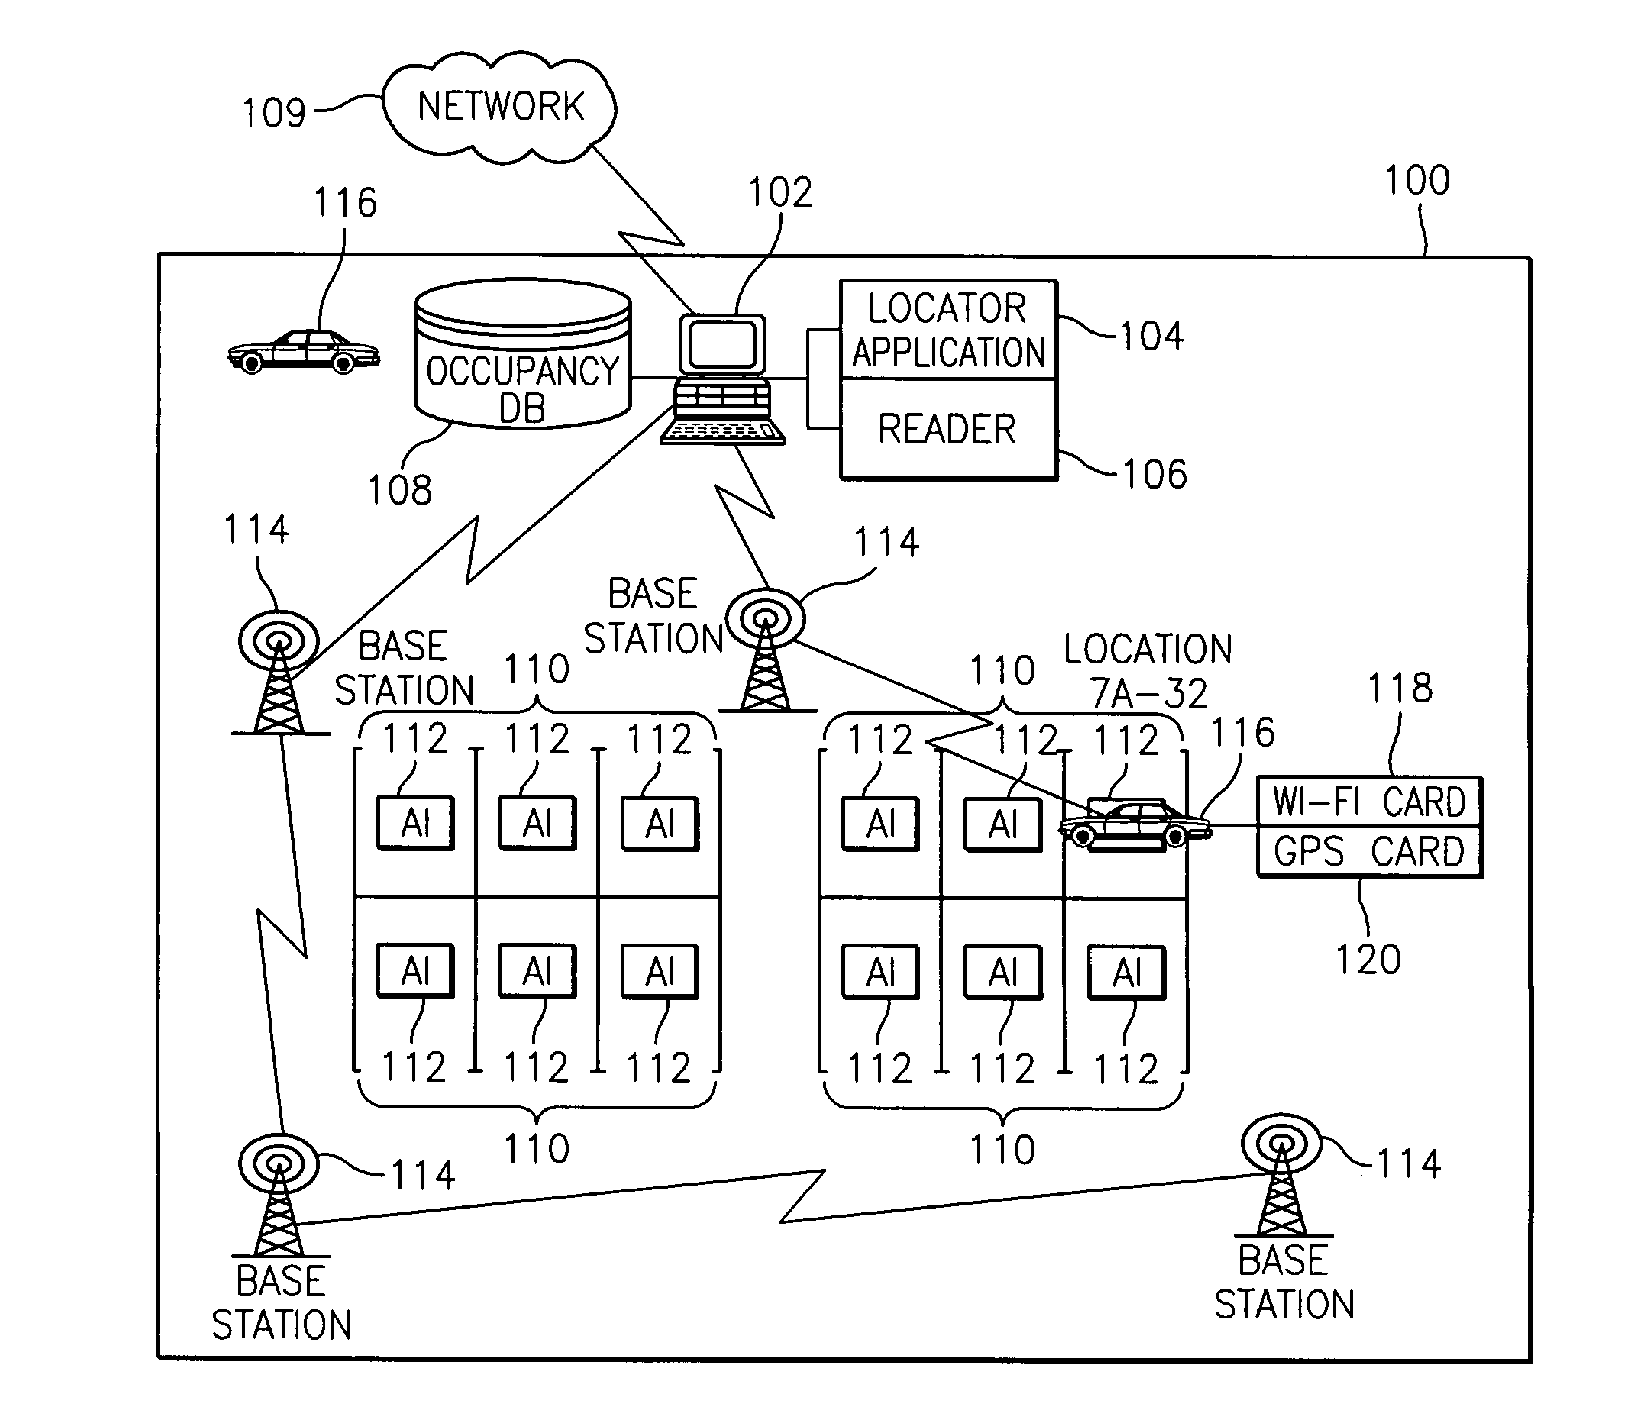 NETWORK
109
102
100
116
LOCATOR
APPLICATION
104
OCCUPANCY
DB
READER
106
108
114
114
BASE
STATION
BASE
STATION
110
110
LOCATION
7A-32
118
112
112
112
112
112
112
116
WI-FI CARD
GPS CARD
AI
AI
AI
AI
AI
120
AI
AI
AI
AI
AI
AI
112
112
112
112
112
112
110
110
114
114
BASE
STATION
BASE
STATION